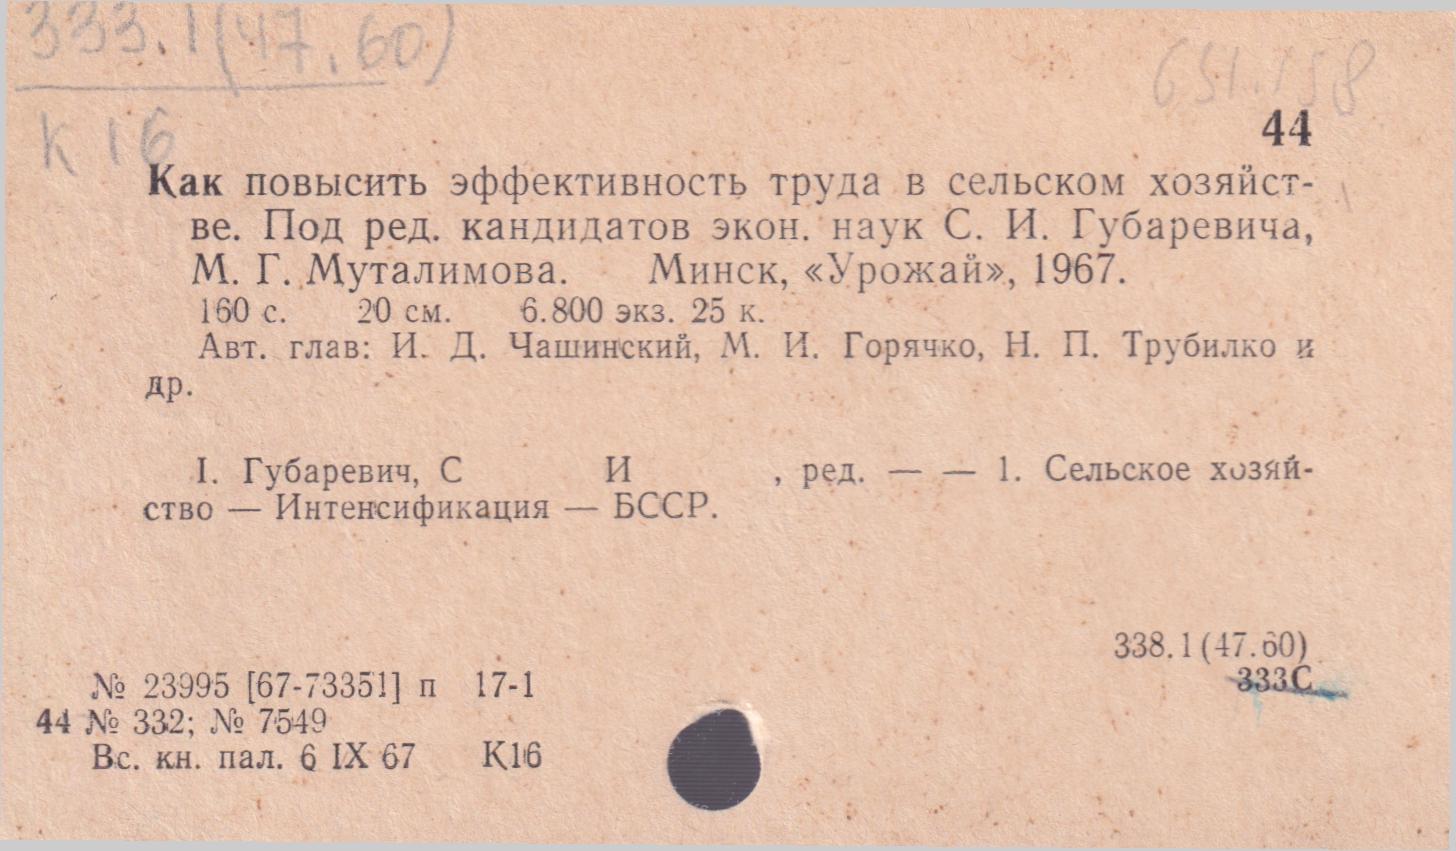 333.1(47.60)
631.158
К 16
44
Как повысить эффективность труда в сельском хозяйст-
ве. Под ред. кандидатов экон. наук С. И. Губаревича,
М. Г. Муталимова. Минск, «Урожай», 1967.
160 с. 20 см. 6.800 экз. 25 к.
Авт. глав: И. Д. Чашинский, М. И. Горячко, Н. П. Трубилко и
др.
I. Губаревич, С И , ред. — — 1. Сельское хозяй-
ство — Интенсификация — БССР.
338.1(47.60)
333С
№ 23995 [67-73351] п 17-1
44 № 332; № 7549
Вс. кн. пал. 6 IX 67 К16